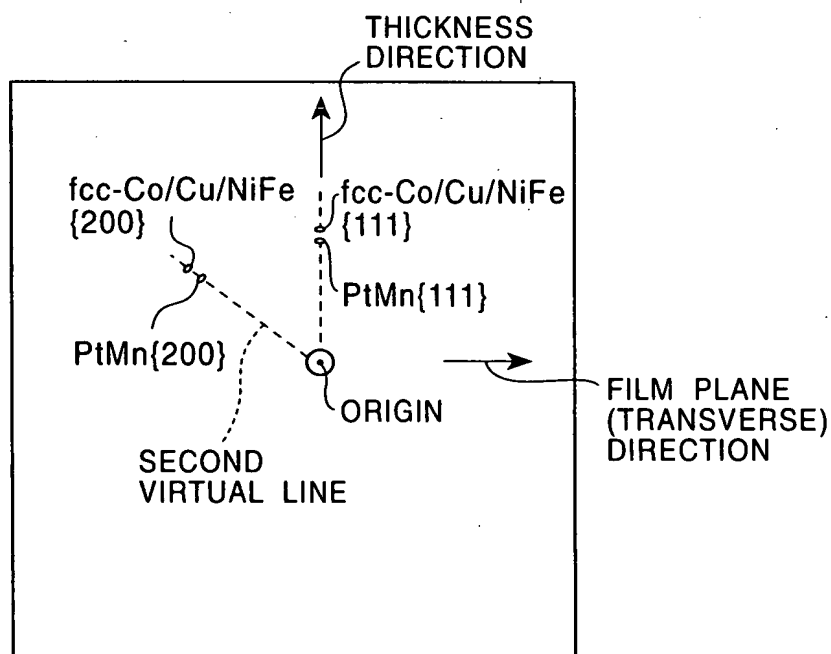 THICKNESS
DIRECTION
fcc-Co/Cu/NiFe
{200}
fcc-Co/Cu/NiFe
{111}
PtMn{111}
PtMn{200}
ORIGIN
FILM PLANE
(TRANSVERSE)
DIRECTION
SECOND
VIRTUAL LINE